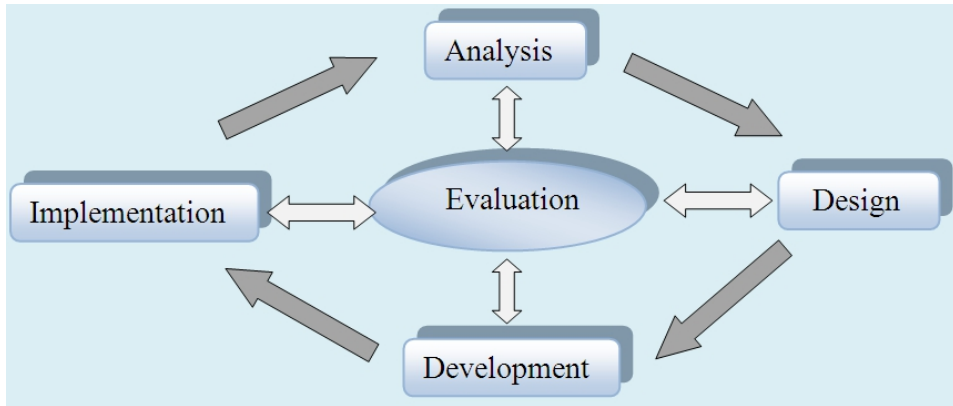 Analysis
Implementation
Evaluation
Design
Development